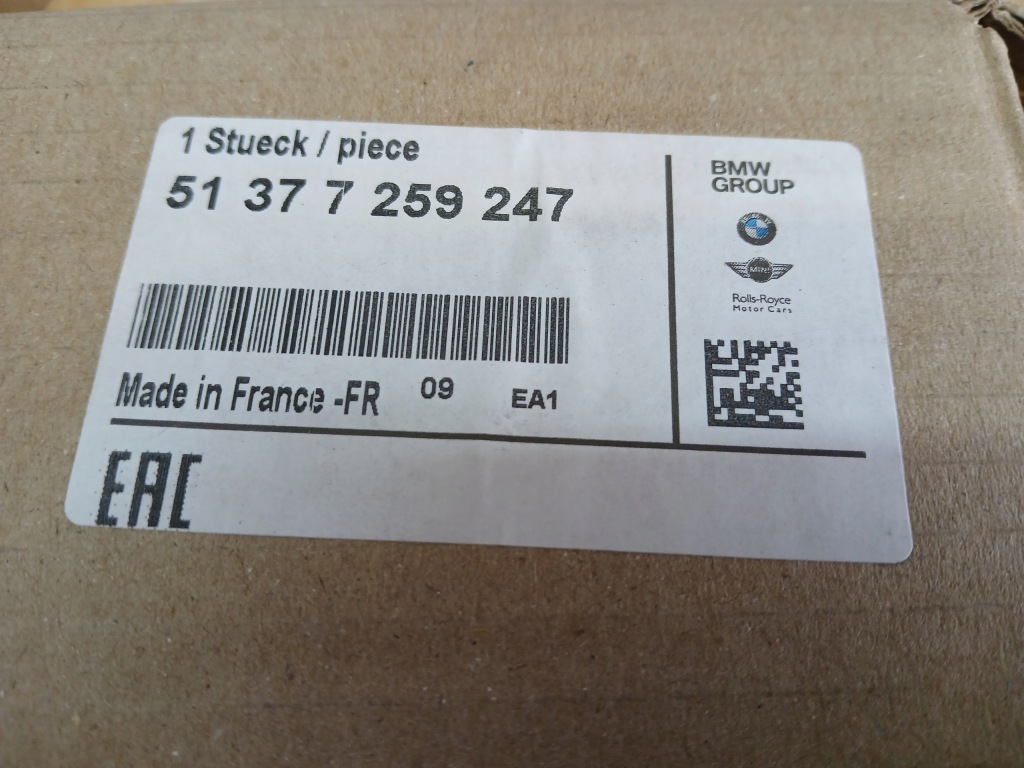 1 Stueck / piece
51 37 7 259 247
Made in France -FR 09 EA1
EAC
BMW
GROUP
MINI
Rolls-Royce
Motor Cars